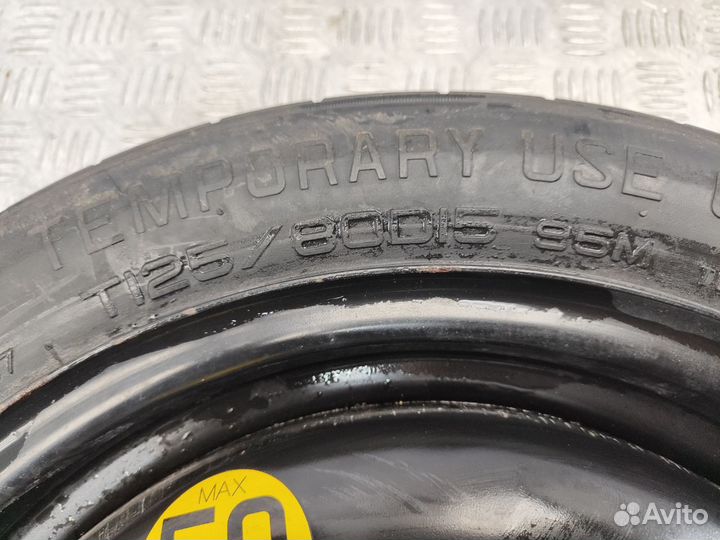 TEMPORARY USE
T125/80D15 95M
MAX
Avito